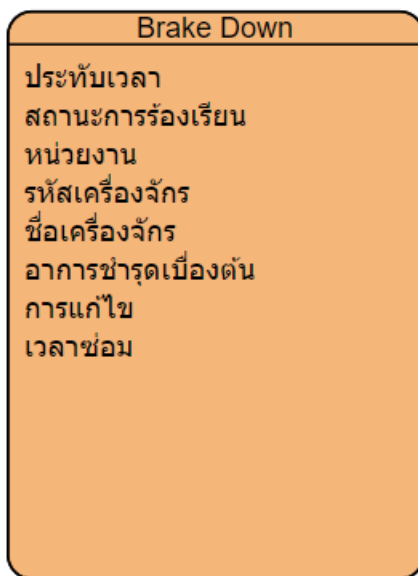 Brake Down
ประทับเวลา
สถานะการร้องเรียน
หน่วยงาน
รหัสเครื่องจักร
ชื่อเครื่องจักร
อาการชำรุดเบื่องต้น
การแก้ไข
เวลาซ่อม